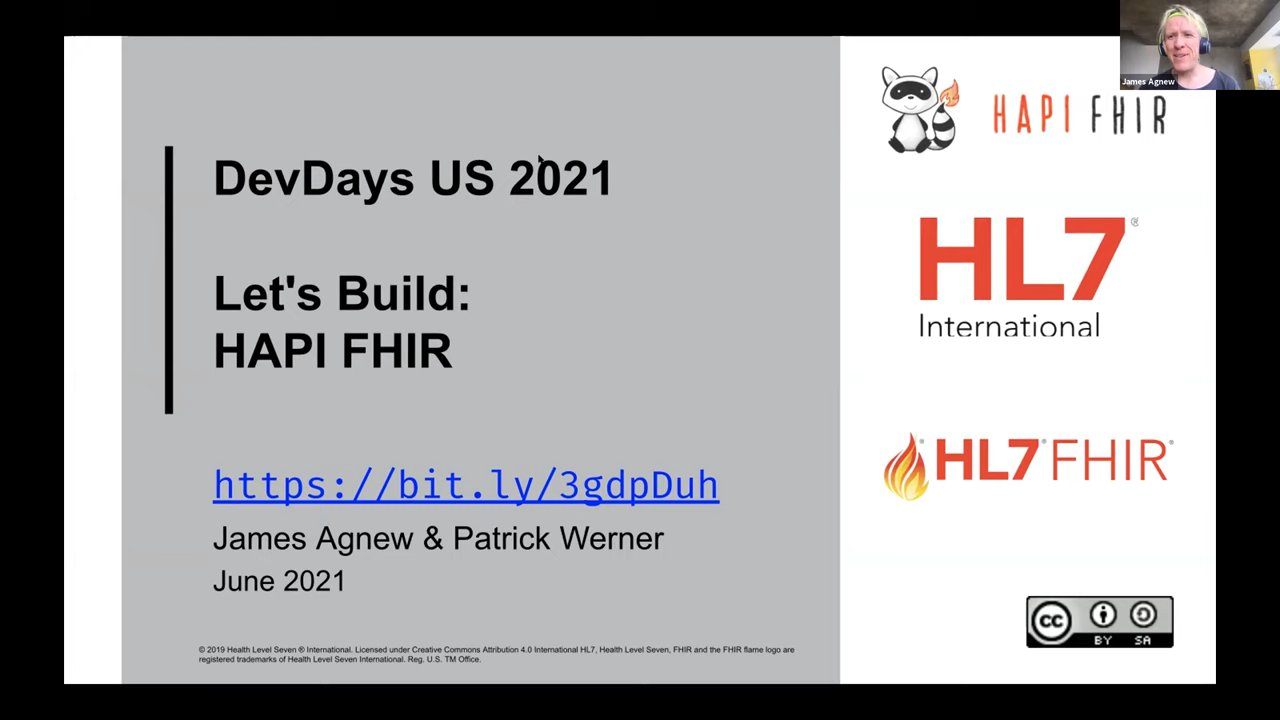 DevDays US 2021
Let's Build:
HAPI FHIR
https://bit.ly/3gdpDuh
James Agnew & Patrick Werner
June 2021
© 2019 Health Level Seven ® International. Licensed under Creative Commons Attribution 4.0 International HL7, Health Level Seven, FHIR and the FHIR flame logo are
registered trademarks of Health Level Seven International. Reg. U.S. TM Office.
James Agnew
HAPI FHIR
HL7®
International
HL7® FHIR®
CC BY SA